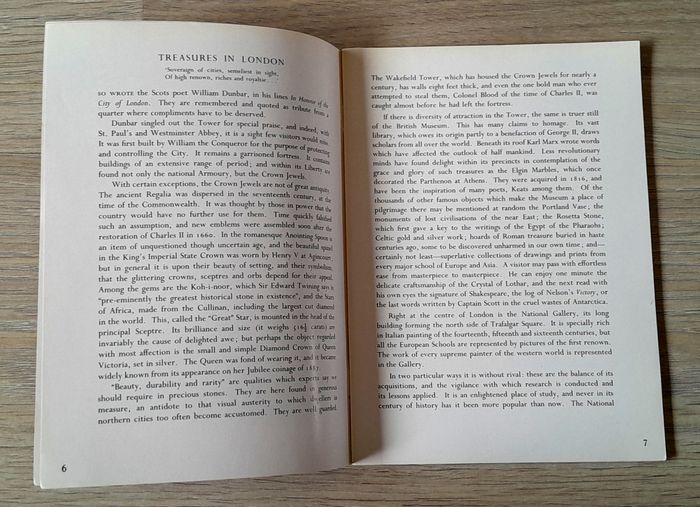 TREASURES IN LONDON
'Soveraign of cities, semeliest in sight,
Of high renown, riches and royaltie. . . .'
SO WROTE the Scots poet William Dunbar, in his lines In Honour of the
City of London. They are remembered and quoted as tribute from a
quarter where compliments have to be deserved.
Dunbar singled out the Tower for special praise, and indeed, with
St. Paul's and Westminster Abbey, it is a sight few visitors would miss.
It was first built by William the Conqueror for the purpose of protecting
and controlling the City. It remains a garrisoned fortress. It contains
buildings of an extensive range of period; and within its Liberty are
found not only the national Armoury, but the Crown Jewels.
With certain exceptions, the Crown Jewels are not of great antiquity.
The ancient Regalia was dispersed in the seventeenth century, at the
time of the Commonwealth. It was thought by those in power that the
country would have no further use for them. Time quickly falsified
such an assumption, and new emblems were assembled soon after the
restoration of Charles II in 1660. In the romanesque Anointing Spoon is
an item of unquestioned though uncertain age, and the beautiful spinel
in the King's Imperial State Crown was worn by Henry V at Agincourt,
but in general it is upon their beauty of setting, and their symbolism,
that the glittering crowns, sceptres and orbs depend for their appeal.
Among the gems are the Koh-i-noor, which Sir Edward Twining says is
"pre-eminently the greatest historical stone in existence", and the Stars
of Africa, made from the Cullinan, including the largest cut diamond
in the world. This, called the "Great" Star, is mounted in the head of the
principal Sceptre. Its brilliance and size (it weighs 516½ carats) are
invariably the cause of delighted awe; but perhaps the object regarded
with most affection is the small and simple Diamond Crown of Queen
Victoria, set in silver. The Queen was fond of wearing it, and it became
widely known from its appearance on her Jubilee coinage of 1887.
"Beauty, durability and rarity" are qualities which experts say we
should require in precious stones. They are here found in generous
measure, an antidote to that visual austerity to which dwellers in
northern cities too often become accustomed. They are well guarded.
6
The Wakefield Tower, which has housed the Crown Jewels for nearly a
century, has walls eight feet thick, and even the one bold man who ever
attempted to steal them, Colonel Blood of the time of Charles II, was
caught almost before he had left the fortress.
If there is diversity of attraction in the Tower, the same is truer still
of the British Museum. This has many claims to homage. Its vast
library, which owes its origin partly to a benefaction of George II, draws
scholars from all over the world. Beneath its roof Karl Marx wrote words
which have affected the outlook of half mankind. Less revolutionary
minds have found delight within its precincts in contemplation of the
grace and glory of such treasures as the Elgin Marbles, which once
decorated the Parthenon at Athens. They were acquired in 1816, and
have been the inspiration of many poets, Keats among them. Of the
thousands of other famous objects which make the Museum a place of
pilgrimage there may be mentioned at random the Portland Vase; the
monuments of lost civilisations of the near East; the Rosetta Stone,
which first gave a key to the writings of the Egypt of the Pharaohs;
Celtic gold and silver work; hoards of Roman treasure buried in haste
centuries ago, some to be discovered unharmed in our own time; and—
certainly not least—superlative collections of drawings and prints from
every major school of Europe and Asia. A visitor may pass with effortless
ease from masterpiece to masterpiece. He can enjoy one minute the
delicate craftsmanship of the Crystal of Lothar, and the next read with
his own eyes the signature of Shakespeare, the log of Nelson's Victory, or
the last words written by Captain Scott in the cruel wastes of Antarctica.
Right at the centre of London is the National Gallery, its long
building forming the north side of Trafalgar Square. It is specially rich
in Italian painting of the fourteenth, fifteenth and sixteenth centuries, but
all the European Schools are represented by pictures of the first renown.
The work of every supreme painter of the western world is represented
in the Gallery.
In two particular ways it is without rival: these are the balance of its
acquisitions, and the vigilance with which research is conducted and
its lessons applied. It is an enlightened place of study, and never in its
century of history has it been more popular than now. The National
7